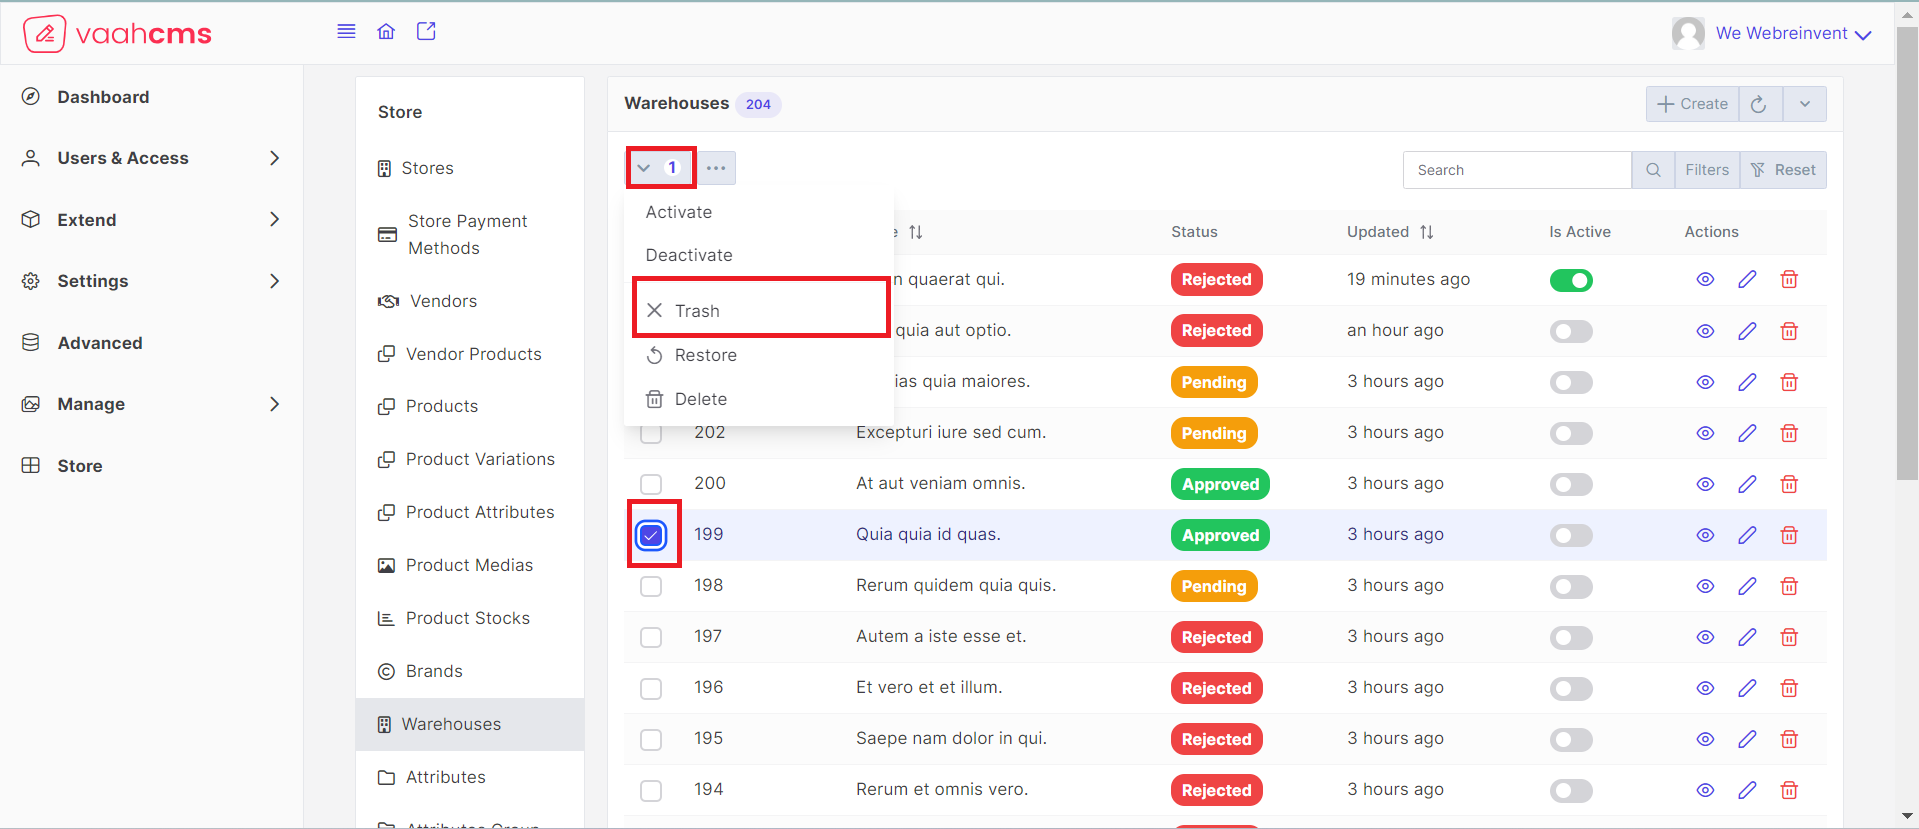 vaahcms
We Webreinvent
Dashboard
Users & Access
Extend
Settings
Advanced
Manage
Store
Store
Stores
Store Payment
Methods
Vendors
Vendor Products
Products
Product Variations
Product Attributes
Product Medias
Product Stocks
Brands
Warehouses
Attributes
Warehouses 204
Create
1
Search
Filters
Reset
Activate
Deactivate
Trash
Restore
Delete
Status Updated Is Active Actions
n quaerat qui. Rejected 19 minutes ago
quia aut optio. Rejected an hour ago
ias quia maiores. Pending 3 hours ago
202 Excepturi iure sed cum. Pending 3 hours ago
200 At aut veniam omnis. Approved 3 hours ago
199 Quia quia id quas. Approved 3 hours ago
198 Rerum quidem quia quis. Pending 3 hours ago
197 Autem a iste esse et. Rejected 3 hours ago
196 Et vero et et illum. Rejected 3 hours ago
195 Saepe nam dolor in qui. Rejected 3 hours ago
194 Rerum et omnis vero. Rejected 3 hours ago